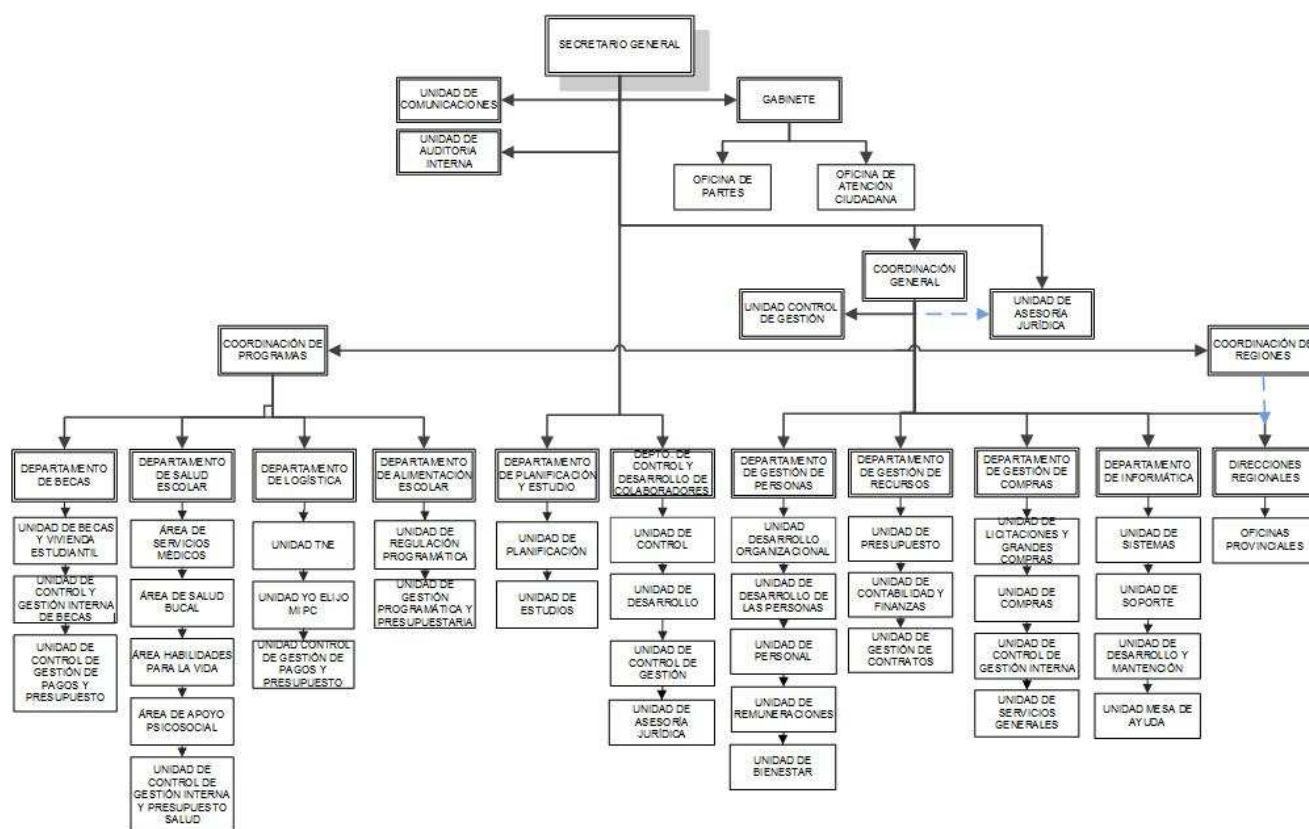 SECRETARIO GENERAL
UNIDAD DE
COMUNICACIONES
GABINETE
UNIDAD DE
AUDITORIA
INTERNA
OFICINA DE
PARTES
OFICINA DE
ATENCIÓN
CIUDADANA
COORDINACIÓN
GENERAL
UNIDAD CONTROL
DE GESTIÓN
UNIDAD DE
ASESORÍA
JURÍDICA
COORDINACIÓN DE
PROGRAMAS
COORDINACIÓN DE
REGIONES
DEPARTAMENTO
DE BECAS
DEPARTAMENTO
DE SALUD
ESCOLAR
DEPARTAMENTO
DE LOGÍSTICA
DEPARTAMENTO
DE ALIMENTACIÓN
ESCOLAR
DEPARTAMENTO
DE PLANIFICACIÓN
Y ESTUDIO
DEPTO. DE
CONTROL Y
DESARROLLO DE
COLABORADORES
DEPARTAMENTO
DE GESTIÓN DE
PERSONAS
DEPARTAMENTO
DE GESTIÓN DE
RECURSOS
DEPARTAMENTO
DE GESTIÓN DE
COMPRAS
DEPARTAMENTO
DE INFORMÁTICA
DIRECCIONES
REGIONALES
UNIDAD DE BECAS
Y VIVIENDA
ESTUDIANTIL
UNIDAD DE
CONTROL Y
GESTIÓN INTERNA
DE BECAS
UNIDAD DE
CONTROL DE
GESTIÓN DE
PAGOS Y
PRESUPUESTO
ÁREA DE
SERVICIOS
MÉDICOS
ÁREA DE SALUD
BUCAL
ÁREA HABILIDADES
PARA LA VIDA
ÁREA DE APOYO
PSICOSOCIAL
UNIDAD DE
CONTROL DE
GESTIÓN INTERNA
Y PRESUPUESTO
SALUD
UNIDAD TNE
UNIDAD YO ELIJO
MI PC
UNIDAD CONTROL
DE GESTIÓN DE
PAGOS Y
PRESUPUESTO
UNIDAD DE
REGULACIÓN
PROGRAMÁTICA
UNIDAD DE
GESTIÓN
PROGRAMÁTICA Y
PRESUPUESTARIA
UNIDAD DE
PLANIFICACIÓN
UNIDAD DE
ESTUDIOS
UNIDAD DE
CONTROL
UNIDAD DE
DESARROLLO
UNIDAD DE
CONTROL DE
GESTIÓN
UNIDAD DE
ASESORÍA
JURÍDICA
UNIDAD
DESARROLLO
ORGANIZACIONAL
UNIDAD DE
DESARROLLO DE
LAS PERSONAS
UNIDAD DE
PERSONAL
UNIDAD DE
REMUNERACIONES
UNIDAD DE
BIENESTAR
UNIDAD DE
PRESUPUESTO
UNIDAD DE
CONTABILIDAD Y
FINANZAS
UNIDAD DE
GESTIÓN DE
CONTRATOS
UNIDAD DE
LICITACIONES Y
GRANDES
COMPRAS
UNIDAD DE
COMPRAS
UNIDAD DE
CONTROL DE
GESTIÓN INTERNA
UNIDAD DE
SERVICIOS
GENERALES
UNIDAD DE
SISTEMAS
UNIDAD DE
SOPORTE
UNIDAD DE
DESARROLLO Y
MANTENCIÓN
UNIDAD MESA DE
AYUDA
OFICINAS
PROVINCIALES